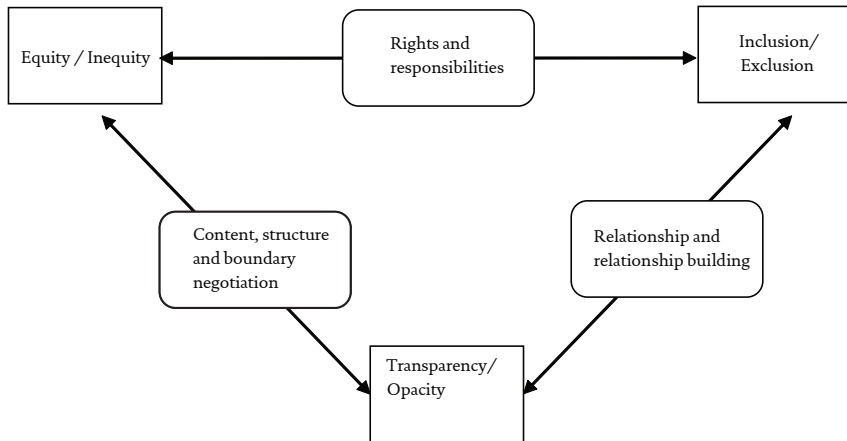 Equity / Inequity
Rights and
responsibilities
Inclusion/
Exclusion
Content, structure
and boundary
negotiation
Relationship and
relationship building
Transparency/
Opacity